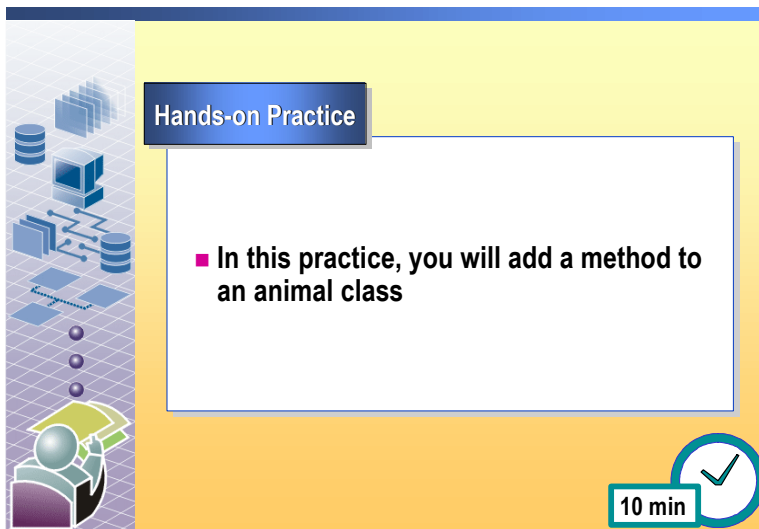 Hands-on Practice
In this practice, you will add a method to
an animal class
10 min